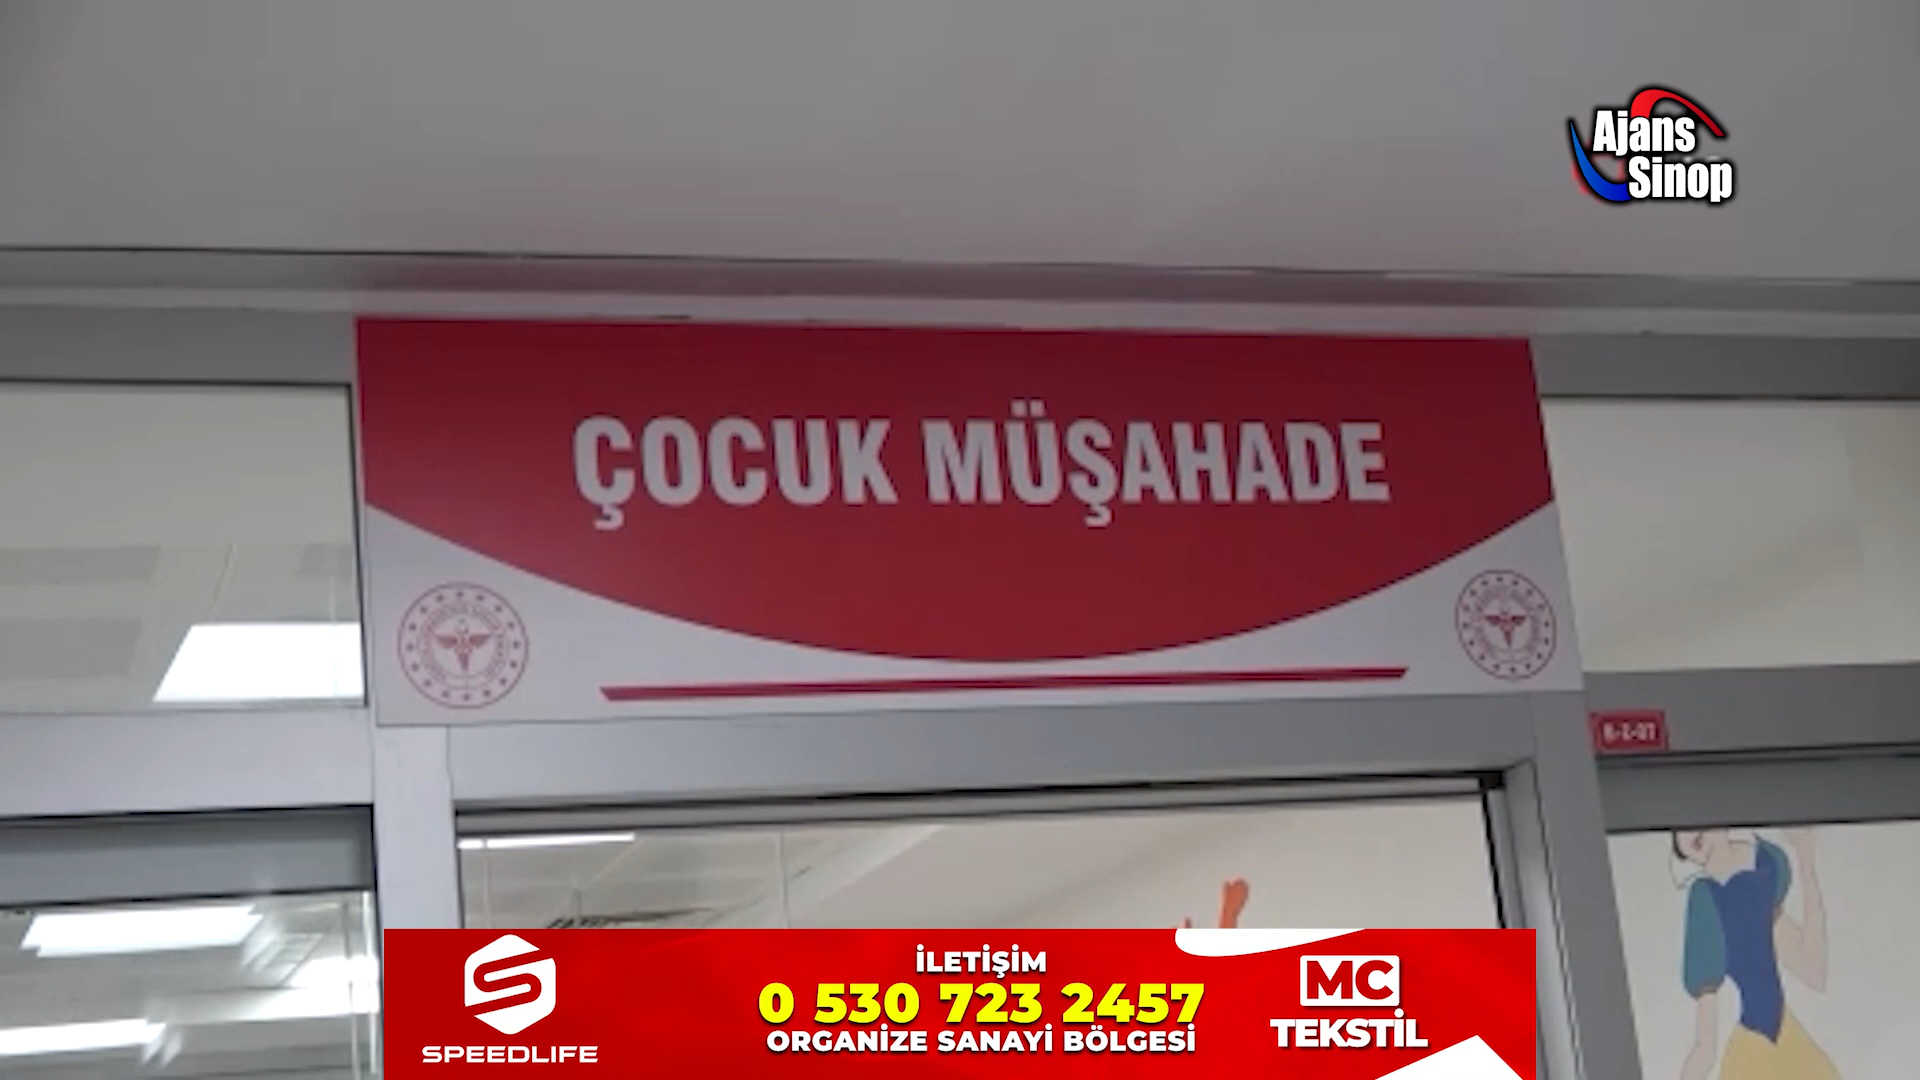 Ajans
Sinop
ÇOCUK MÜŞAHADE
SPEEDLIFE
İLETİŞİM
0 530 723 2457
ORGANİZE SANAYİ BÖLGESİ
MC
TEKSTİL